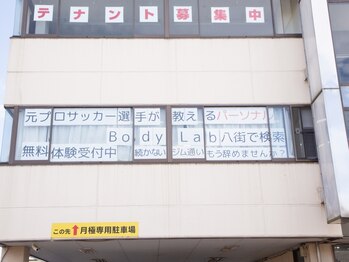 テナント募集中
元プロサッカー選手が教えるパーソナル
Body Lab八街で検索
無料体験受付中 続かないジム通いもう辞めませんか?
この先↑月極専用駐車場